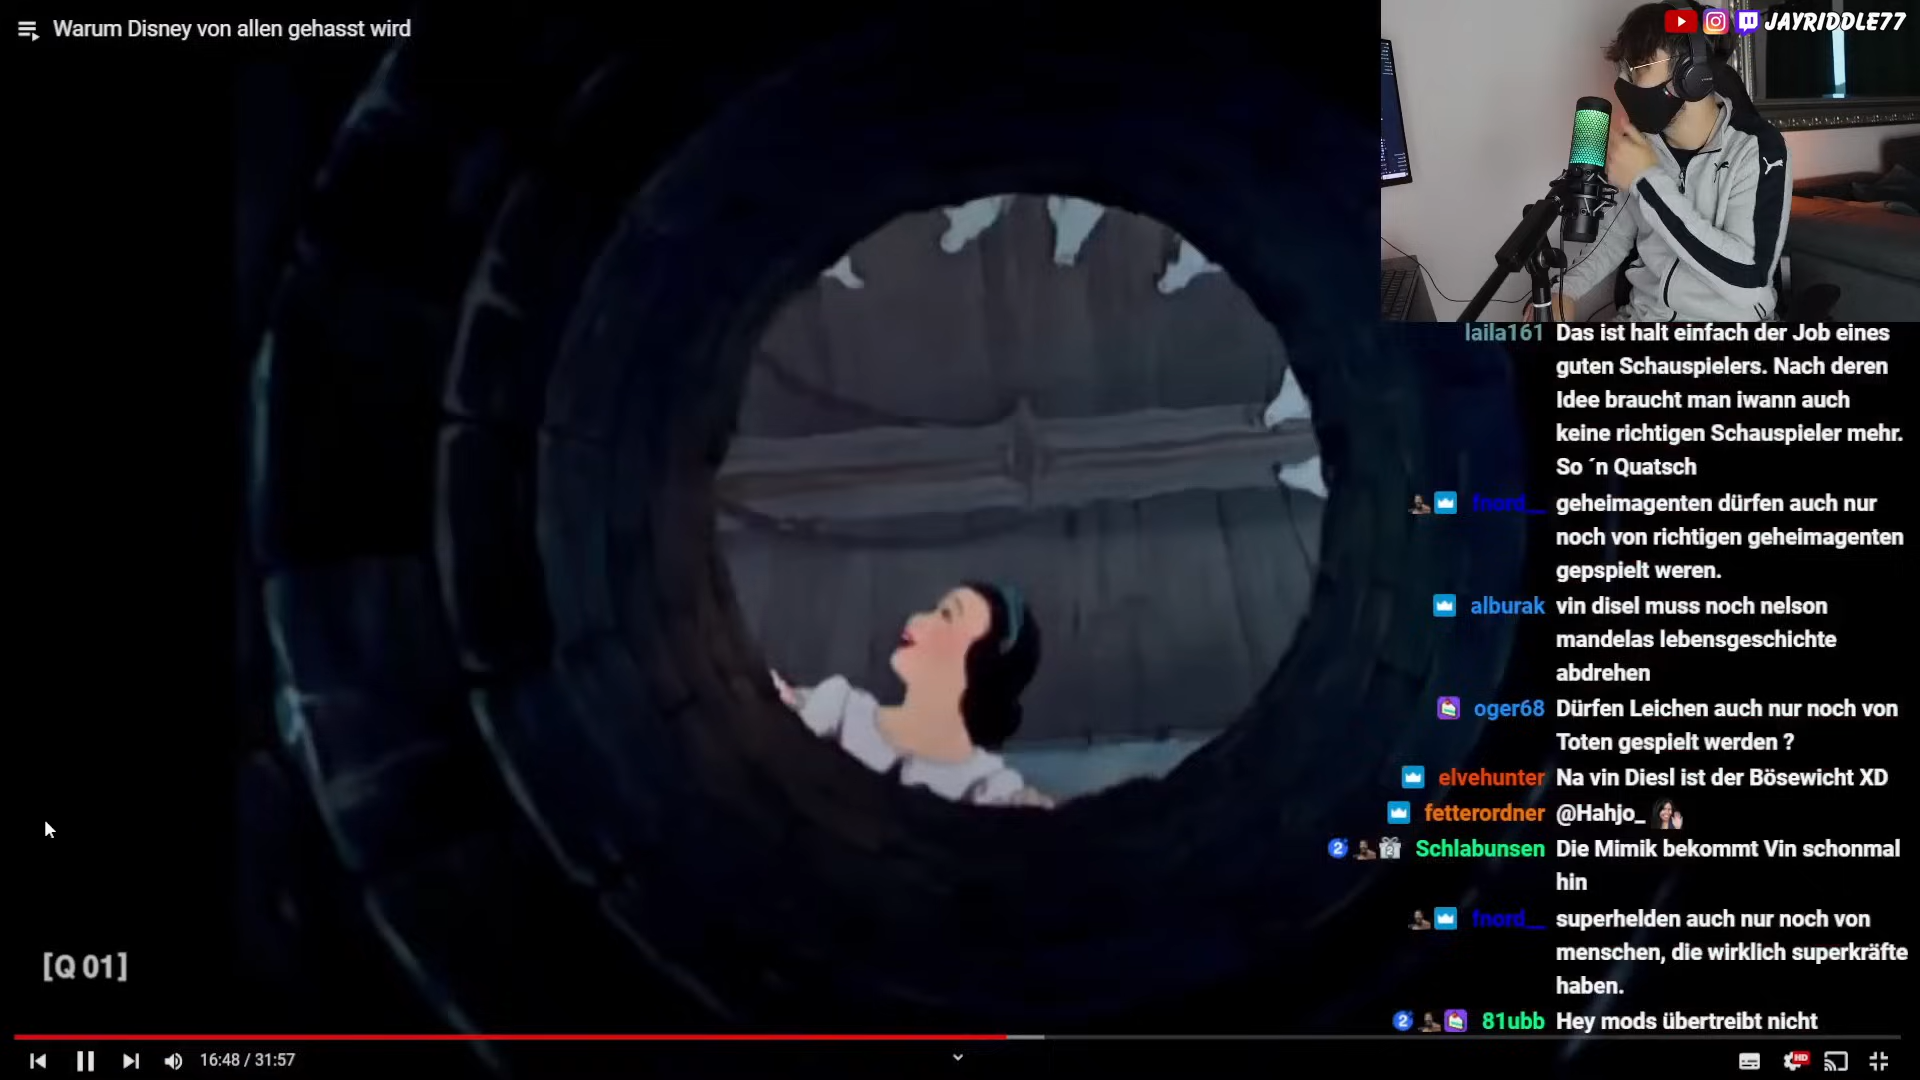 Warum Disney von allen gehasst wird
JAYRIDDLE77
laila161 Das ist halt einfach der Job eines
guten Schauspielers. Nach deren
Idee braucht man iwann auch
keine richtigen Schauspieler mehr.
So ´n Quatsch
fnord__ geheimagenten dürfen auch nur
noch von richtigen geheimagenten
gepspielt weren.
alburak vin disel muss noch nelson
mandelas lebensgeschichte
abdrehen
oger68 Dürfen Leichen auch nur noch von
Toten gespielt werden ?
elvehunter Na vin Diesl ist der Bösewicht XD
fetterordner @Hahjo_
2 2 Schlabunsen Die Mimik bekommt Vin schonmal
hin
fnord__ superhelden auch nur noch von
menschen, die wirklich superkräfte
haben.
2 81ubb Hey mods übertreibt nicht
[Q 01]
16:48 / 31:57
HD